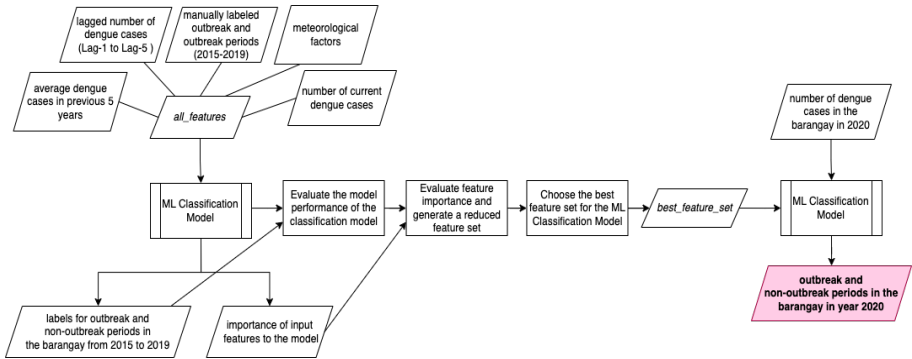 lagged number of
dengue cases
(Lag-1 to Lag-5 )
manually labeled
outbreak and
outbreak periods
(2015-2019)
meteorological
factors
average dengue
cases in previous 5
years
all_features
number of current
dengue cases
number of dengue
cases in the
barangay in 2020
ML Classification
Model
Evaluate the model
performance of the
classification model
Evaluate feature
importance and
generate a reduced
feature set
Choose the best
feature set for the ML
Classification Model
best_feature_set
ML Classification
Model
labels for outbreak and
non-outbreak periods in
the barangay from 2015 to 2019
importance of input
features to the model
outbreak and
non-outbreak periods in the
barangay in year 2020